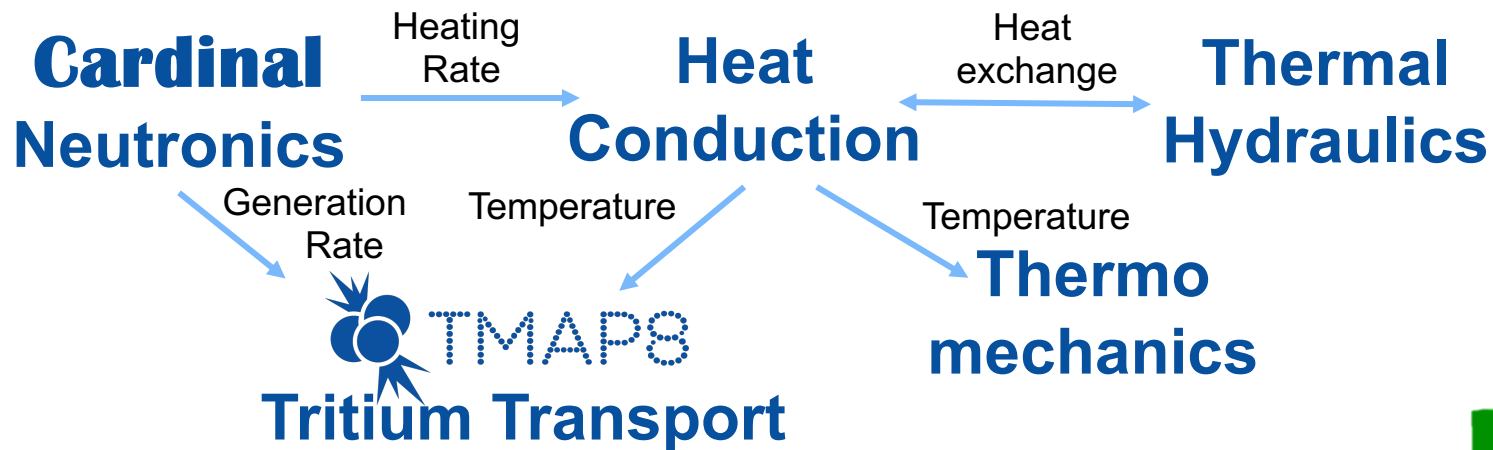 Cardinal
Neutronics
Heating
Rate
Heat
Conduction
Heat
exchange
Thermal
Hydraulics
Generation
Rate
Temperature
Temperature
TMAP8
Tritium Transport
Thermo
mechanics